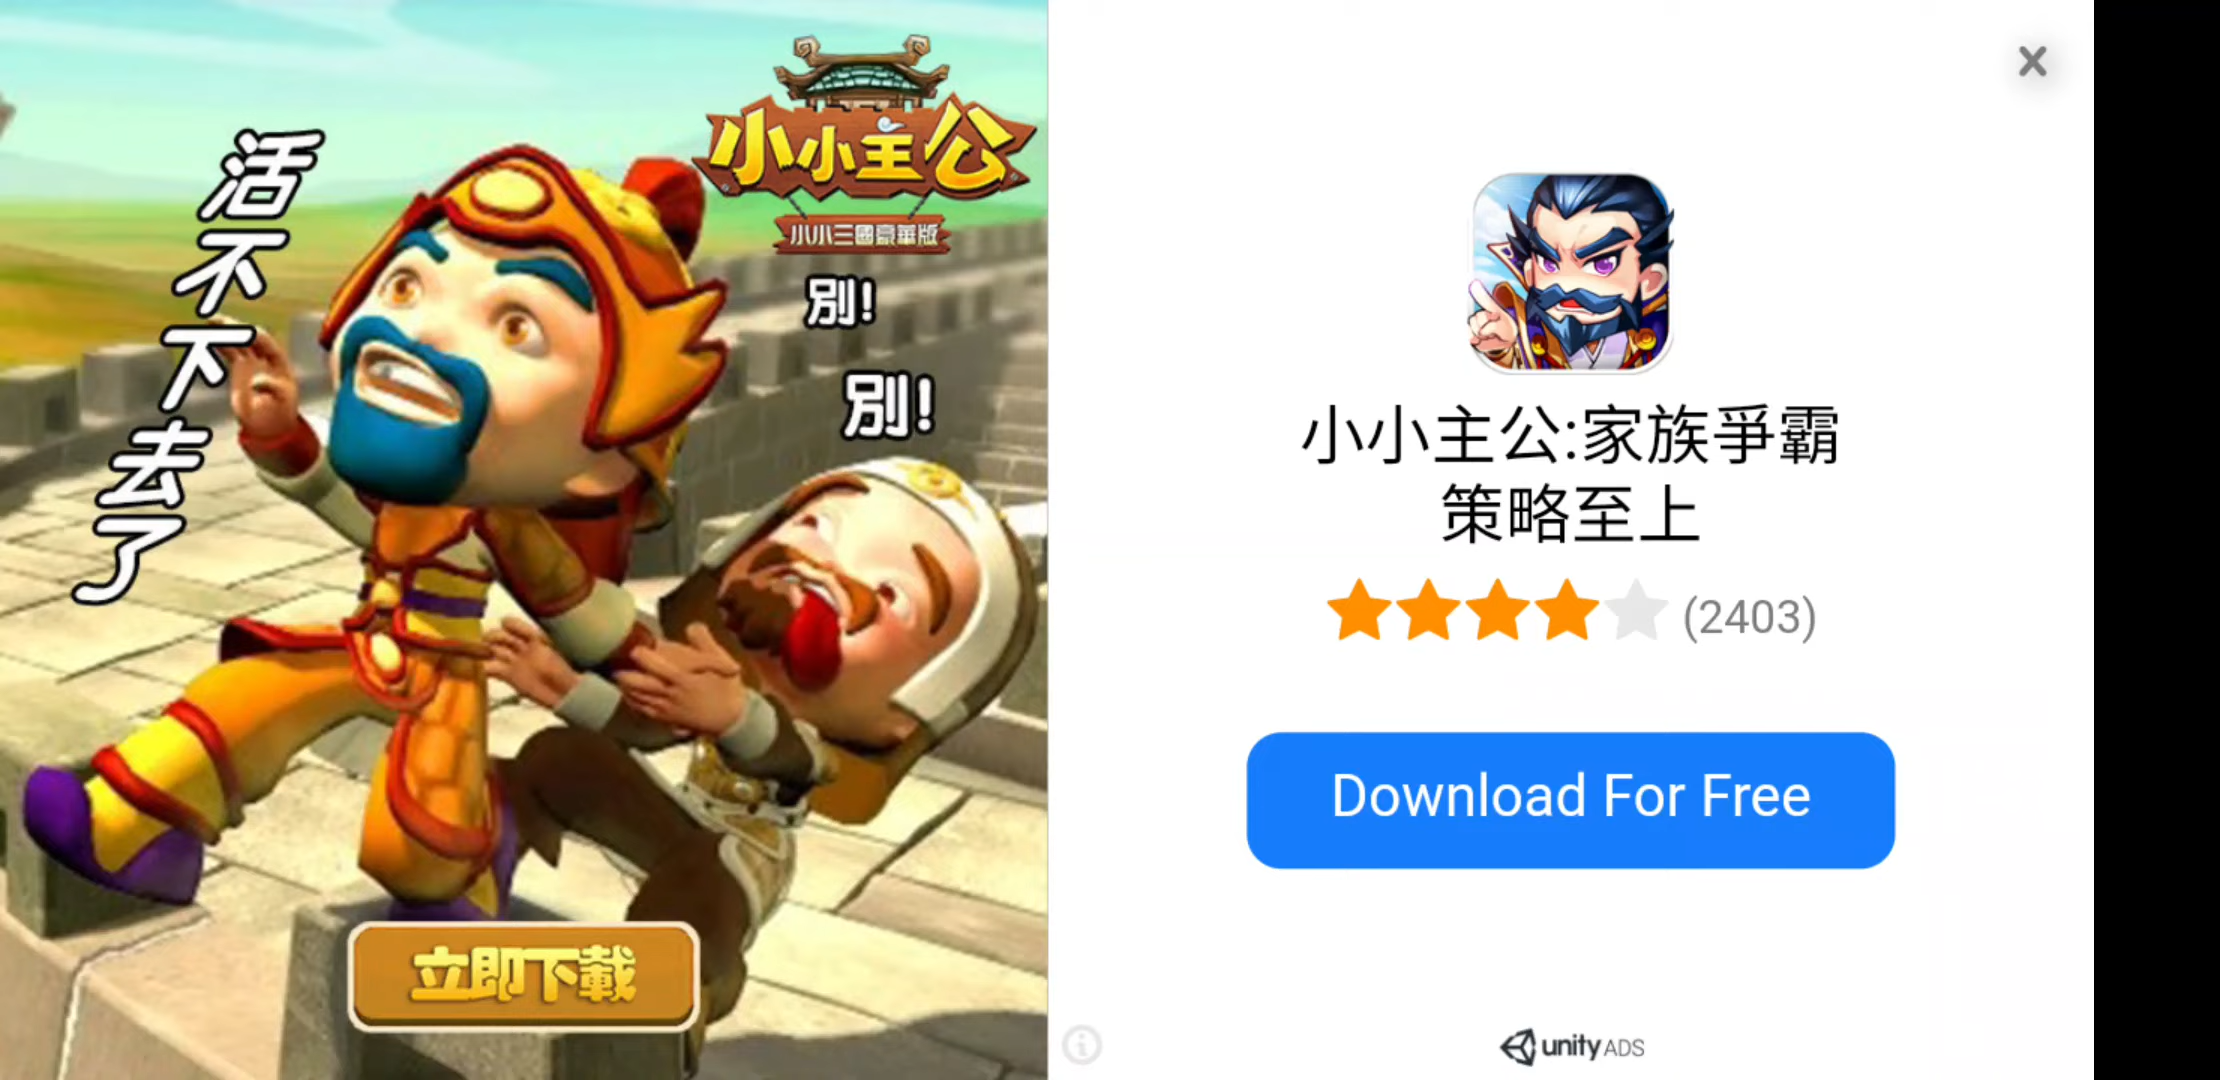 活不下去了
小小主公
小小三國豪華版
別!
別!
立即下載
小小主公:家族爭霸
策略至上
(2403)
Download For Free
unity ADS